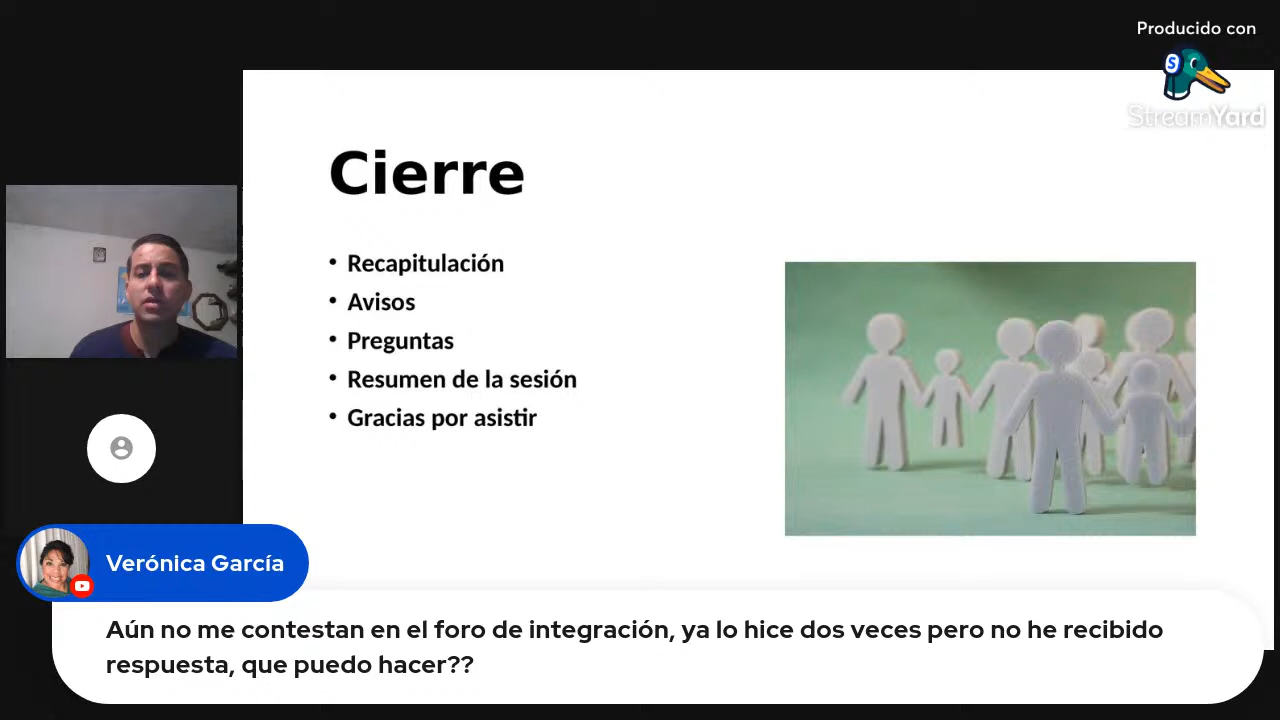 Producido con
StreamYard
Cierre
• Recapitulación
• Avisos
• Preguntas
• Resumen de la sesión
• Gracias por asistir
Verónica García
Aún no me contestan en el foro de integración, ya lo hice dos veces pero no he recibido
respuesta, que puedo hacer??